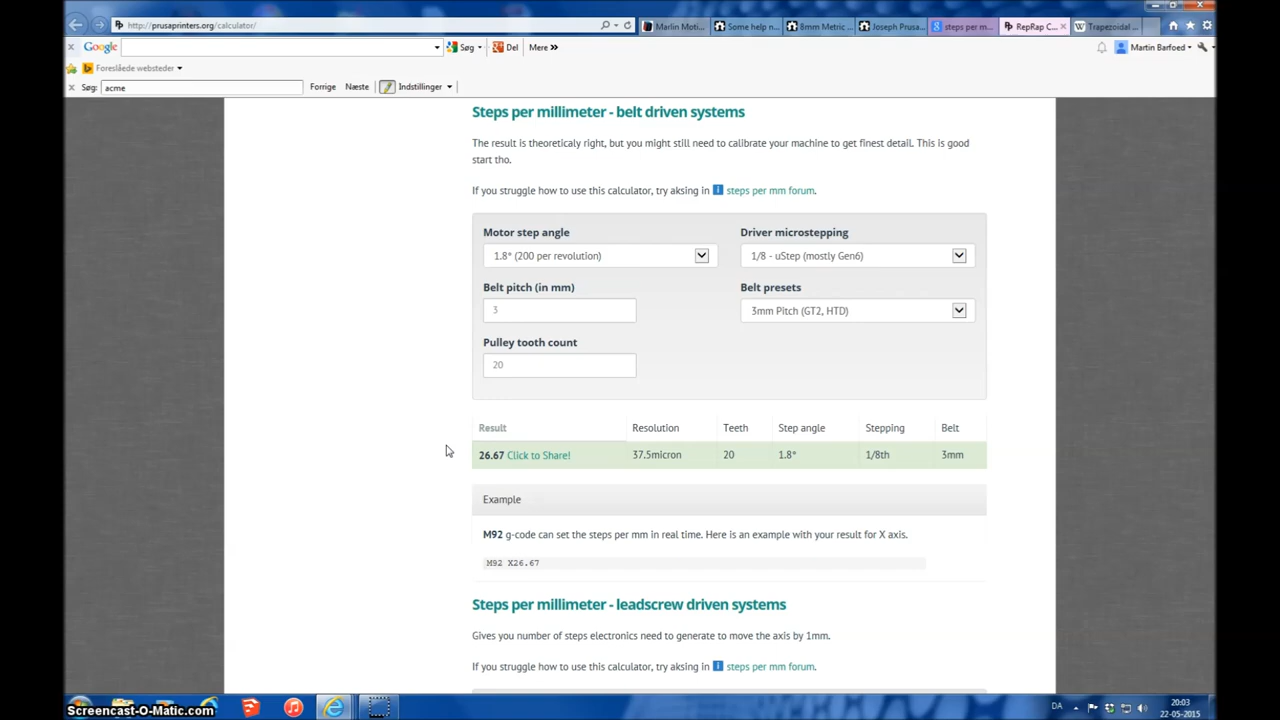 http://prusaprinters.org/calculator/
Marlin Moti...
Some help n...
8mm Metric ...
Joseph Prusa...
steps per m...
RepRap C...
Trapezoidal ...
Google
Søg
Del
Mere »
Martin Barfoed
Foreslåede websteder
Søg: acme
Forrige
Næste
Indstillinger
Steps per millimeter - belt driven systems
The result is theoreticaly right, but you might still need to calibrate your machine to get finest detail. This is good
start tho.
If you struggle how to use this calculator, try aksing in steps per mm forum.
Motor step angle
Driver microstepping
1.8° (200 per revolution)
1/8 - uStep (mostly Gen6)
Belt pitch (in mm)
Belt presets
3
3mm Pitch (GT2, HTD)
Pulley tooth count
20
Result Resolution Teeth Step angle Stepping Belt
26.67 Click to Share! 37.5micron 20 1.8° 1/8th 3mm
Example
M92 g-code can set the steps per mm in real time. Here is an example with your result for X axis.
M92 X26.67
Steps per millimeter - leadscrew driven systems
Gives you number of steps electronics need to generate to move the axis by 1mm.
If you struggle how to use this calculator, try aksing in steps per mm forum.
DA
20:03
22-05-2015
Screencast-O-Matic.com